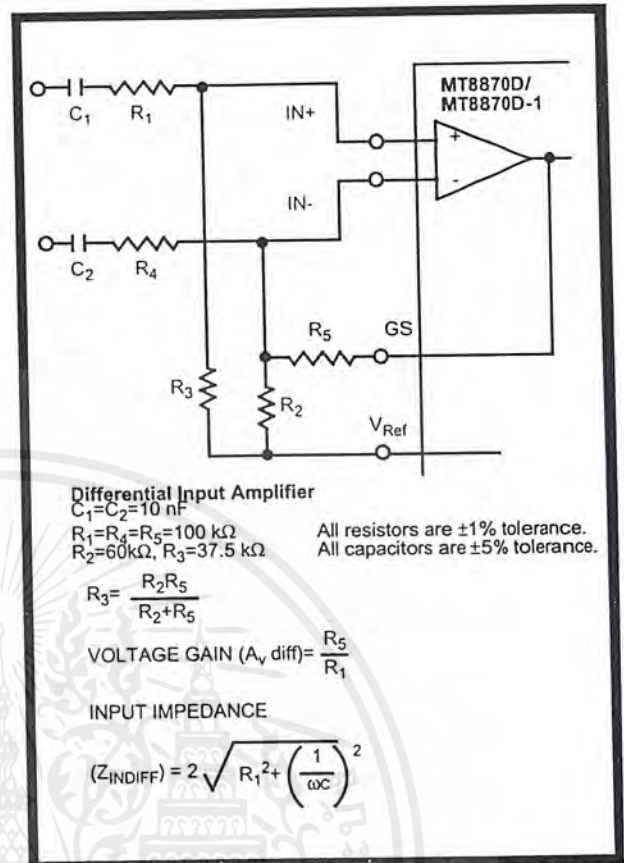 MT8870D/
MT8870D-1
C₁
R₁
IN+
+
-
IN-
C₂
R₄
R₅
GS
R₃
R₂
V_Ref
Differential Input Amplifier
C₁=C₂=10 nF
R₁=R₄=R₅=100 kΩ All resistors are ±1% tolerance.
R₂=60kΩ, R₃=37.5 kΩ All capacitors are ±5% tolerance.
R₃= R₂R₅ / R₂+R₅
VOLTAGE GAIN (Aᵥ diff)= R₅ / R₁
INPUT IMPEDANCE
(Z_INDIFF) = 2 √ R₁²+ ( 1 / ωc )²